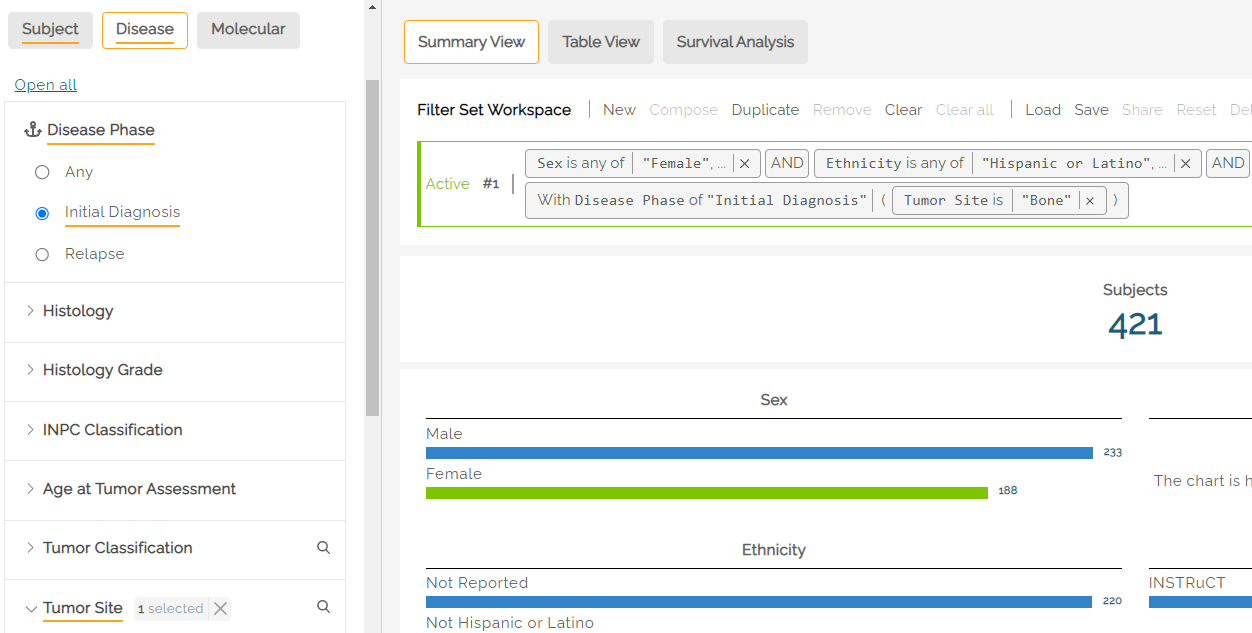 Subject Disease Molecular
Open all
Disease Phase
Any
Initial Diagnosis
Relapse
Histology
Histology Grade
INPC Classification
Age at Tumor Assessment
Tumor Classification
Tumor Site 1 selected
Summary View Table View Survival Analysis
Filter Set Workspace New Compose Duplicate Remove Clear Clear all Load Save Share Reset Del
Active #1
Sex is any of "Female", ... AND Ethnicity is any of "Hispanic or Latino", ... AND
With Disease Phase of "Initial Diagnosis" ( Tumor Site is "Bone" )
Subjects
421
Sex
Male
233
Female
188
The chart is h
Ethnicity
Not Reported
220
Not Hispanic or Latino
INSTRuCT